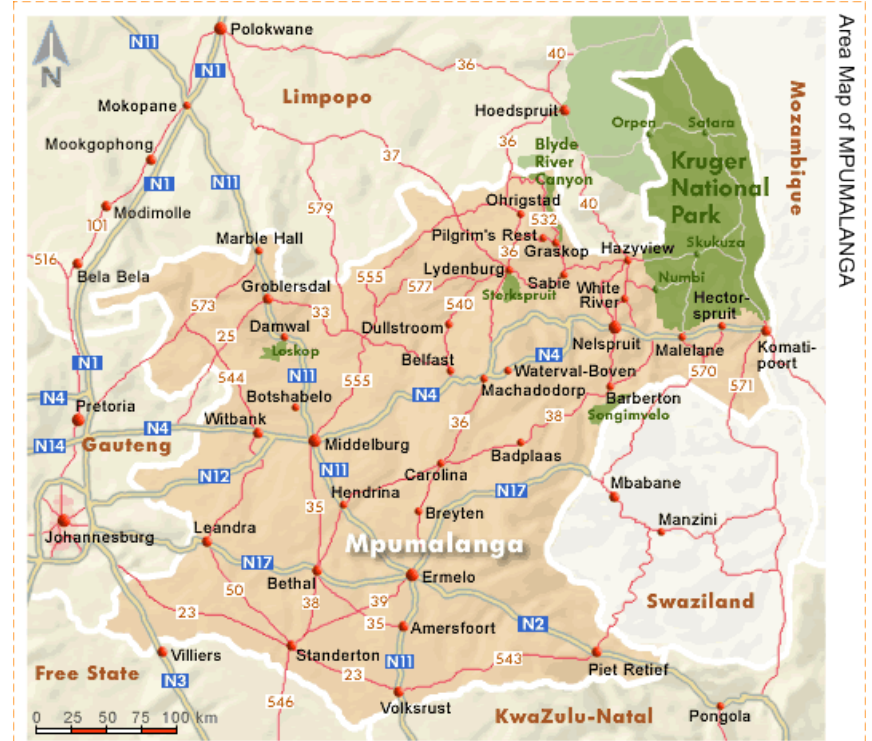 Area Map of MPUMALANGA
N
N11
Polokwane
N1
36
40
Mokopane
Limpopo
Hoedspruit
Mozambique
Mookgophong
37
36
Orpen
Satara
Blyde
River
Canyon
Kruger
National
Park
N1
N11
101
Modimolle
579
Ohrigstad
532
40
Marble Hall
Pilgrim's Rest
Graskop
Hazyview
Skukuza
516
Bela Bela
555
36
Lydenburg
Sabie
Numbi
Groblersdal
577
Sterkspruit
White
River
Hector-
spruit
573
33
540
25
Damwal
Dullstroom
Nelspruit
Malelane
Komati-
poort
Loskop
N1
Belfast
N4
544
N11
555
Waterval-Boven
570
571
N4
Botshabelo
N4
Machadodorp
Barberton
Pretoria
Witbank
36
38
Songimvelo
N4
N14
Gauteng
Middelburg
Badplaas
N12
N11
Carolina
N17
Mbabane
Hendrina
35
Breyten
Manzini
Johannesburg
Leandra
Mpumalanga
N17
Bethal
Ermelo
50
38
39
Swaziland
23
35
Amersfoort
N2
Villiers
Standerton
N11
543
Piet Retief
Free State
N3
23
546
Volksrust
KwaZulu-Natal
Pongola
0 25 50 75 100 km